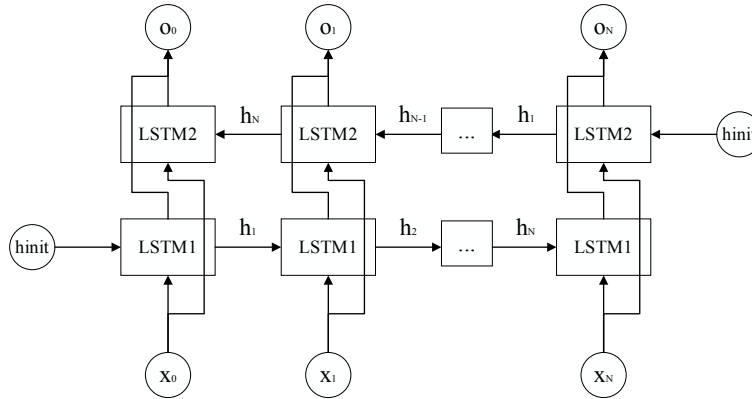 o₀ o₁ o_N
h_N h_{N-1} h₁
LSTM2 LSTM2 ... LSTM2 hinit
h₁ h₂ h_N
hinit LSTM1 LSTM1 ... LSTM1
x₀ x₁ x_N